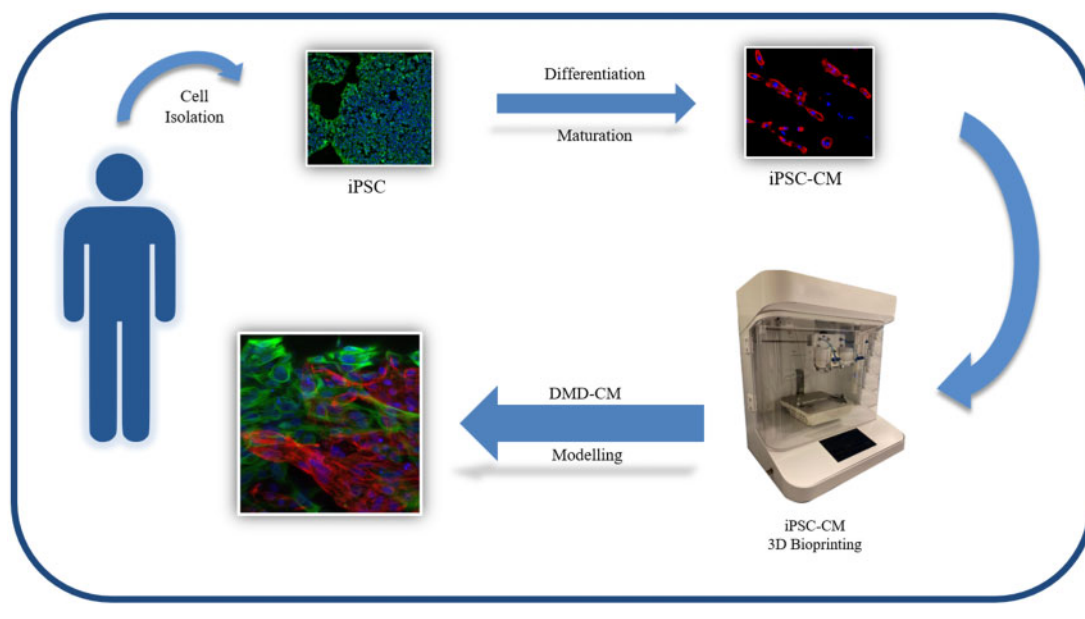 Cell
Isolation
iPSC
Differentiation
Maturation
iPSC-CM
DMD-CM
Modelling
iPSC-CM
3D Bioprinting